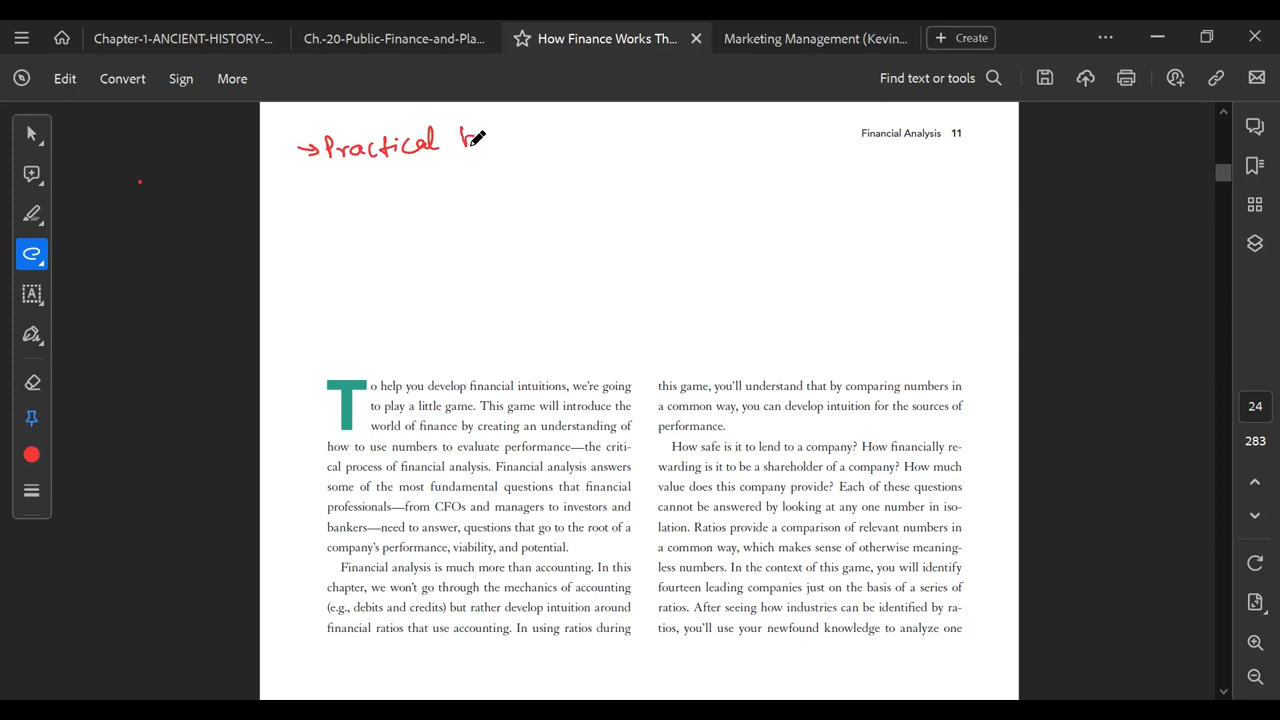 Chapter-1-ANCIENT-HISTORY-...
Ch.-20-Public-Finance-and-Pla...
How Finance Works Th...
Marketing Management (Kevin...
Create
Edit
Convert
Sign
More
Find text or tools
→Practical
Financial Analysis 11
To help you develop financial intuitions, we're going
to play a little game. This game will introduce the
world of finance by creating an understanding of
how to use numbers to evaluate performance—the criti-
cal process of financial analysis. Financial analysis answers
some of the most fundamental questions that financial
professionals—from CFOs and managers to investors and
bankers—need to answer, questions that go to the root of a
company's performance, viability, and potential.
Financial analysis is much more than accounting. In this
chapter, we won't go through the mechanics of accounting
(e.g., debits and credits) but rather develop intuition around
financial ratios that use accounting. In using ratios during
this game, you'll understand that by comparing numbers in
a common way, you can develop intuition for the sources of
performance.
How safe is it to lend to a company? How financially re-
warding is it to be a shareholder of a company? How much
value does this company provide? Each of these questions
cannot be answered by looking at any one number in iso-
lation. Ratios provide a comparison of relevant numbers in
a common way, which makes sense of otherwise meaning-
less numbers. In the context of this game, you will identify
fourteen leading companies just on the basis of a series of
ratios. After seeing how industries can be identified by ra-
tios, you'll use your newfound knowledge to analyze one
24
283